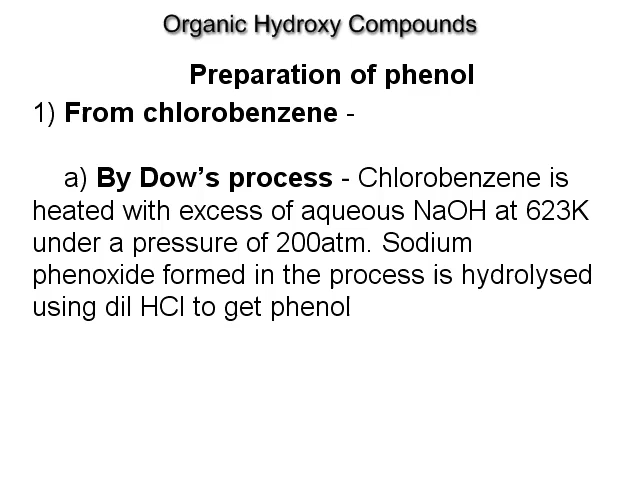 Organic Hydroxy Compounds
Preparation of phenol
1) From chlorobenzene -
a) By Dow's process - Chlorobenzene is
heated with excess of aqueous NaOH at 623K
under a pressure of 200atm. Sodium
phenoxide formed in the process is hydrolysed
using dil HCl to get phenol